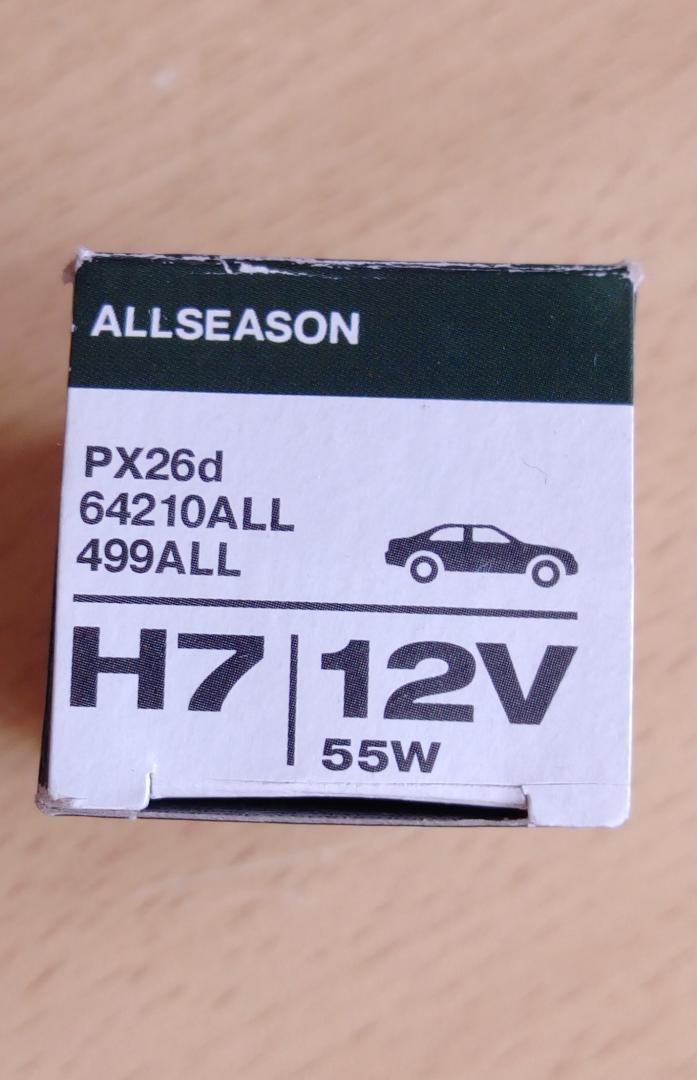 ALLSEASON
PX26d
64210ALL
499ALL
H7 12V
55W